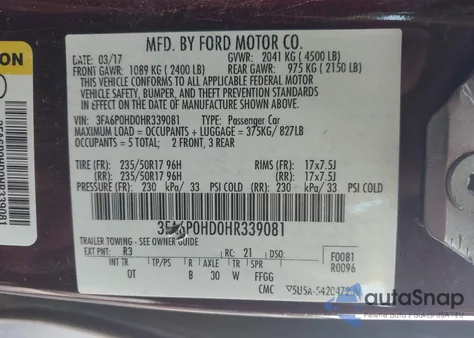 MFD. BY FORD MOTOR CO.
DATE: 03/17 GVWR: 2041 KG ( 4500 LB)
FRONT GAWR: 1089 KG ( 2400 LB) REAR GAWR: 975 KG ( 2150 LB)
THIS VEHICLE CONFORMS TO ALL APPLICABLE FEDERAL MOTOR
VEHICLE SAFETY, BUMPER, AND THEFT PREVENTION STANDARDS
IN EFFECT ON THE DATE OF MANUFACTURE SHOWN ABOVE.
VIN: 3FA6P0HD0HR339081 TYPE: Passenger Car
MAXIMUM LOAD = OCCUPANTS + LUGGAGE = 375KG/ 827LB
OCCUPANTS = 5 TOTAL; 2 FRONT, 3 REAR
TIRE (FR): 235/50R17 96H RIMS (FR): 17x7.5J
(RR): 235/50R17 96H (RR): 17x7.5J
PRESSURE (FR): 230 kPa/ 33 PSI COLD (RR): 230 kPa/ 33 PSI COLD
3FA6P0HD0HR339081
TRAILER TOWING - SEE OWNER GUIDE
EXT PNT: R3 RC: 21 DSO: F0081
R0096
INT TR TP/PS R AXLE TR SPR
DT B 30 W FFGG
CMC
ION
3FA6P0HD0HR339081
autoSnap